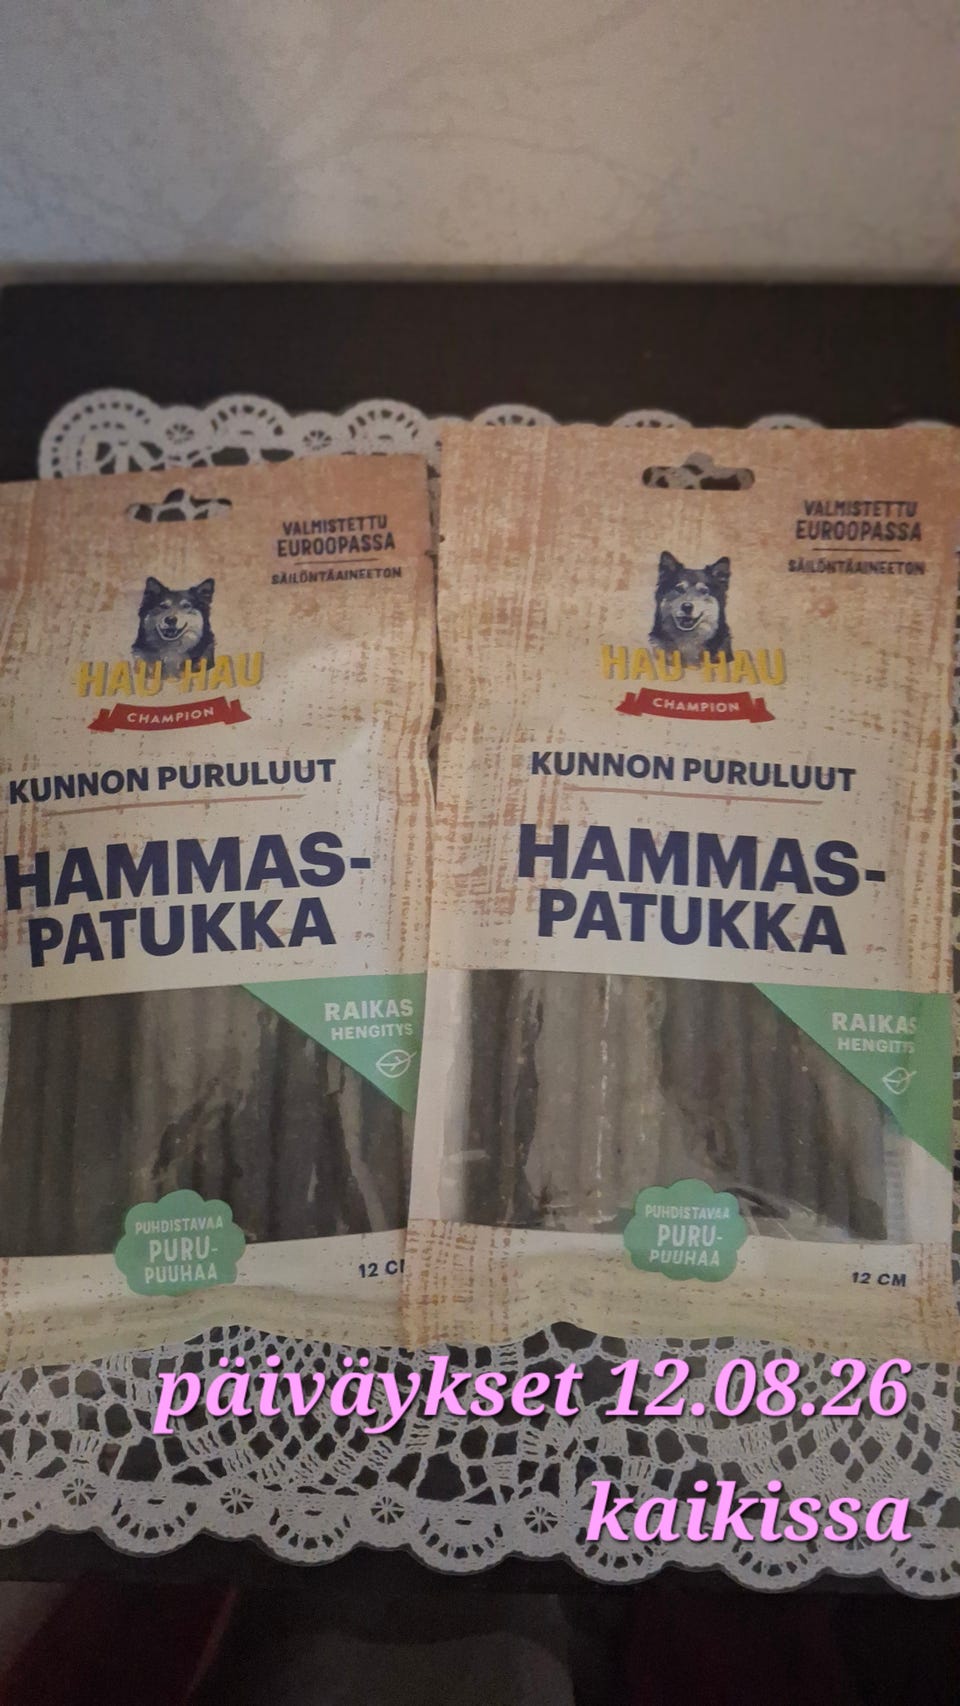 VALMISTETTU
EUROOPASSA
SÄILÖNTÄAINEETON
HAU-HAU
CHAMPION
KUNNON PURULUUT
HAMMAS-
PATUKKA
RAIKAS
HENGITYS
PUHDISTAVAA
PURU-
PUUHAA
12 CM
VALMISTETTU
EUROOPASSA
SÄILÖNTÄAINEETON
HAU-HAU
CHAMPION
KUNNON PURULUUT
HAMMAS-
PATUKKA
RAIKAS
HENGITYS
PUHDISTAVAA
PURU-
PUUHAA
12 CM
päiväykset 12.08.26
kaikissa